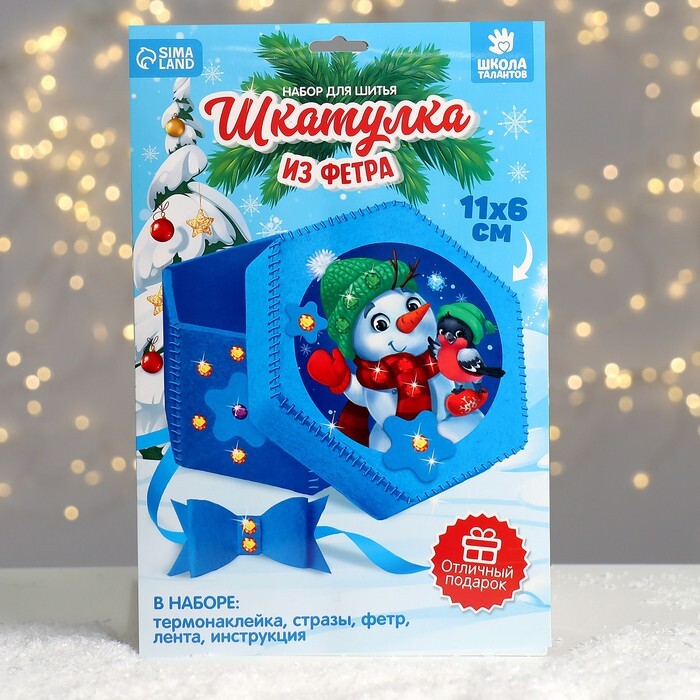 SIMA
LAND
ШКОЛА
ТАЛАНТОВ
НАБОР ДЛЯ ШИТЬЯ
Шкатулка
ИЗ ФЕТРА
11х6
см
Отличный
подарок
В НАБОРЕ:
термонаклейка, стразы, фетр,
лента, инструкция